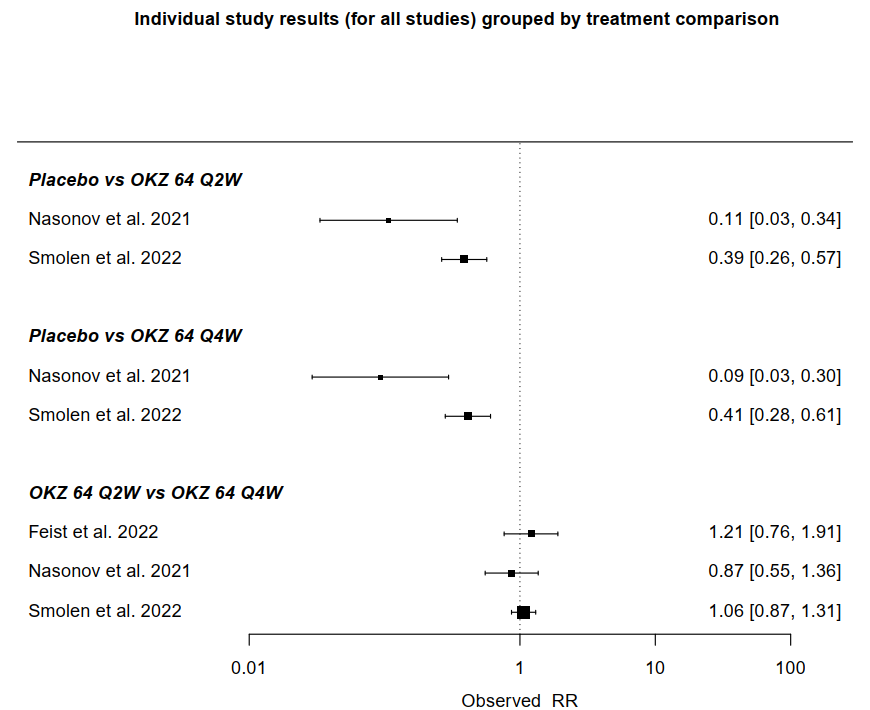 Individual study results (for all studies) grouped by treatment comparison
Placebo vs OKZ 64 Q2W
Nasonov et al. 2021 0.11 [0.03, 0.34]
Smolen et al. 2022 0.39 [0.26, 0.57]
Placebo vs OKZ 64 Q4W
Nasonov et al. 2021 0.09 [0.03, 0.30]
Smolen et al. 2022 0.41 [0.28, 0.61]
OKZ 64 Q2W vs OKZ 64 Q4W
Feist et al. 2022 1.21 [0.76, 1.91]
Nasonov et al. 2021 0.87 [0.55, 1.36]
Smolen et al. 2022 1.06 [0.87, 1.31]
0.01 1 10 100
Observed RR